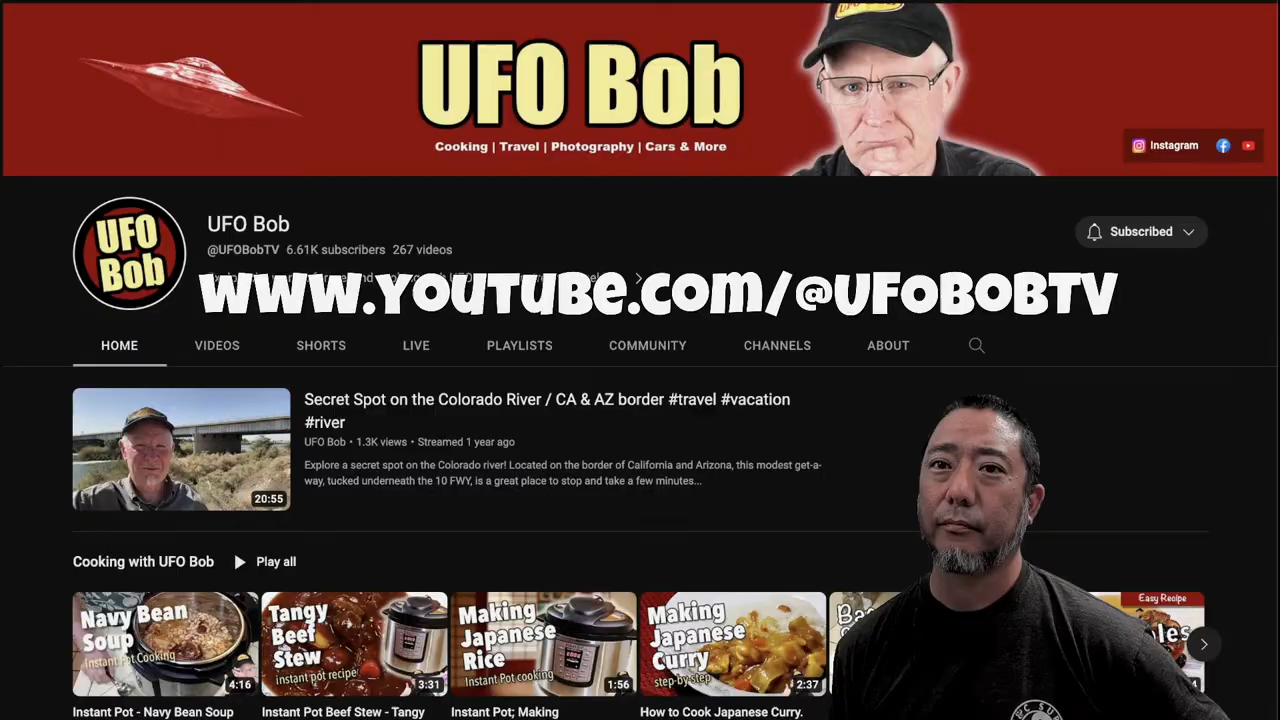 UFO Bob
Cooking | Travel | Photography | Cars & More
Instagram
UFO
Bob
UFO Bob
@UFOBobTV 6.61K subscribers 267 videos
Subscribed
www.youtube.com/@UFOBobTV
HOME VIDEOS SHORTS LIVE PLAYLISTS COMMUNITY CHANNELS ABOUT
20:55
Secret Spot on the Colorado River / CA & AZ border #travel #vacation
#river
UFO Bob • 1.3K views • Streamed 1 year ago
Explore a secret spot on the Colorado river! Located on the border of California and Arizona, this modest get-a-
way, tucked underneath the 10 FWY, is a great place to stop and take a few minutes...
Cooking with UFO Bob Play all
Navy Bean
Soup
Instant Pot Cooking
4:16
Tangy
Beef
Stew
instant pot recipe
3:31
Making
Japanese
Rice
Instant Pot cooking
1:56
Making
Japanese
Curry
step-by-step
2:37
Easy Recipe
Instant Pot - Navy Bean Soup
Instant Pot Beef Stew - Tangy
Instant Pot; Making
How to Cook Japanese Curry.